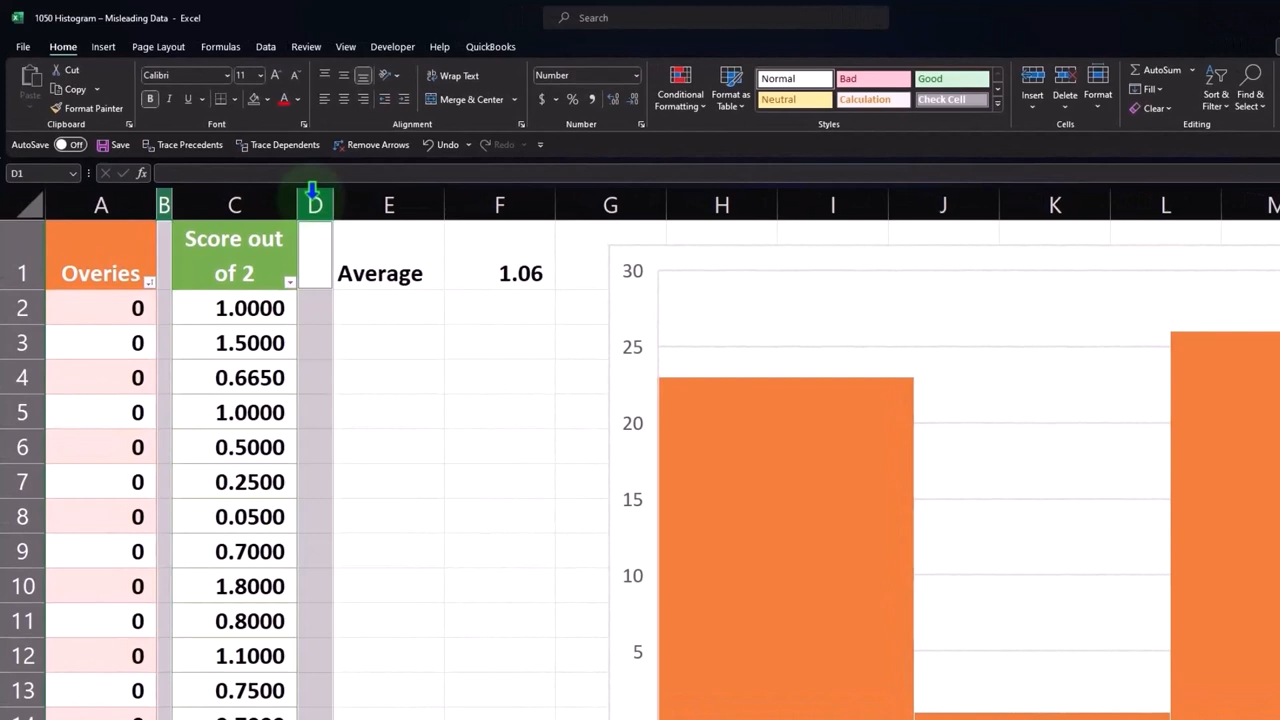 1050 Histogram – Misleading Data - Excel
Search
File Home Insert Page Layout Formulas Data Review View Developer Help QuickBooks
Paste
Cut
Copy
Format Painter
Clipboard
Calibri 11
B I U
Font
Wrap Text
Merge & Center
Alignment
Number
$ % ,
Number
Conditional Formatting
Format as Table
Normal Bad Good
Neutral Calculation Check Cell
Styles
Insert Delete Format
Cells
AutoSum
Fill
Clear
Sort & Filter
Find & Select
Editing
AutoSave Off Save Trace Precedents Trace Dependents Remove Arrows Undo Redo
D1 fx
A B C D E F G H I J K L M
1 Overies Score out of 2 Average 1.06
2 0 1.0000
3 0 1.5000
4 0 0.6650
5 0 1.0000
6 0 0.5000
7 0 0.2500
8 0 0.0500
9 0 0.7000
10 0 1.8000
11 0 0.8000
12 0 1.1000
13 0 0.7500
30
25
20
15
10
5